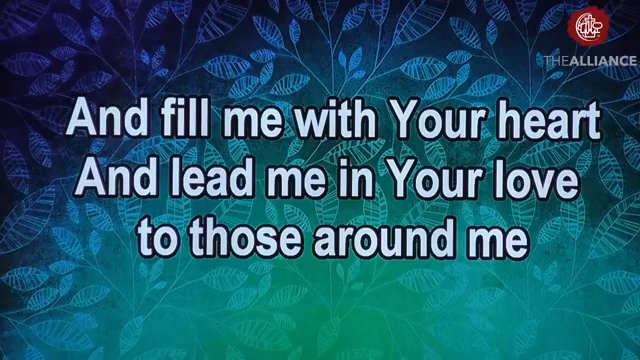 THEALLIANCE
And fill me with Your heart
And lead me in Your love
to those around me